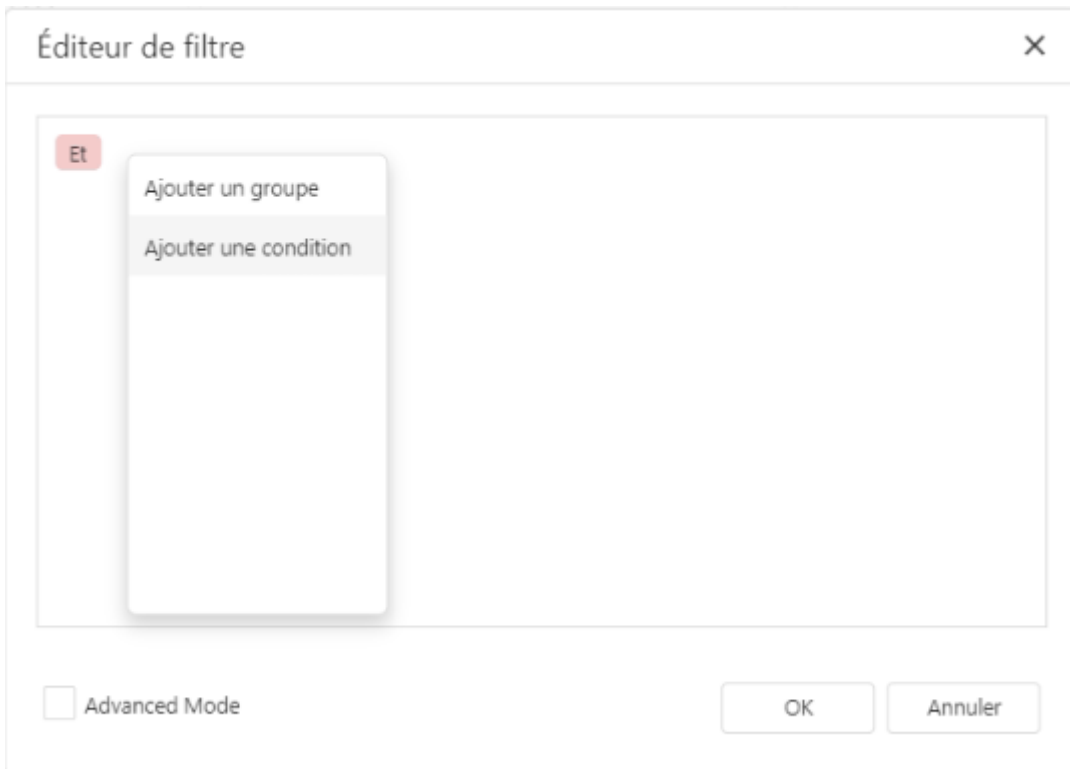 Éditeur de filtre
Et
Ajouter un groupe
Ajouter une condition
Advanced Mode
OK
Annuler